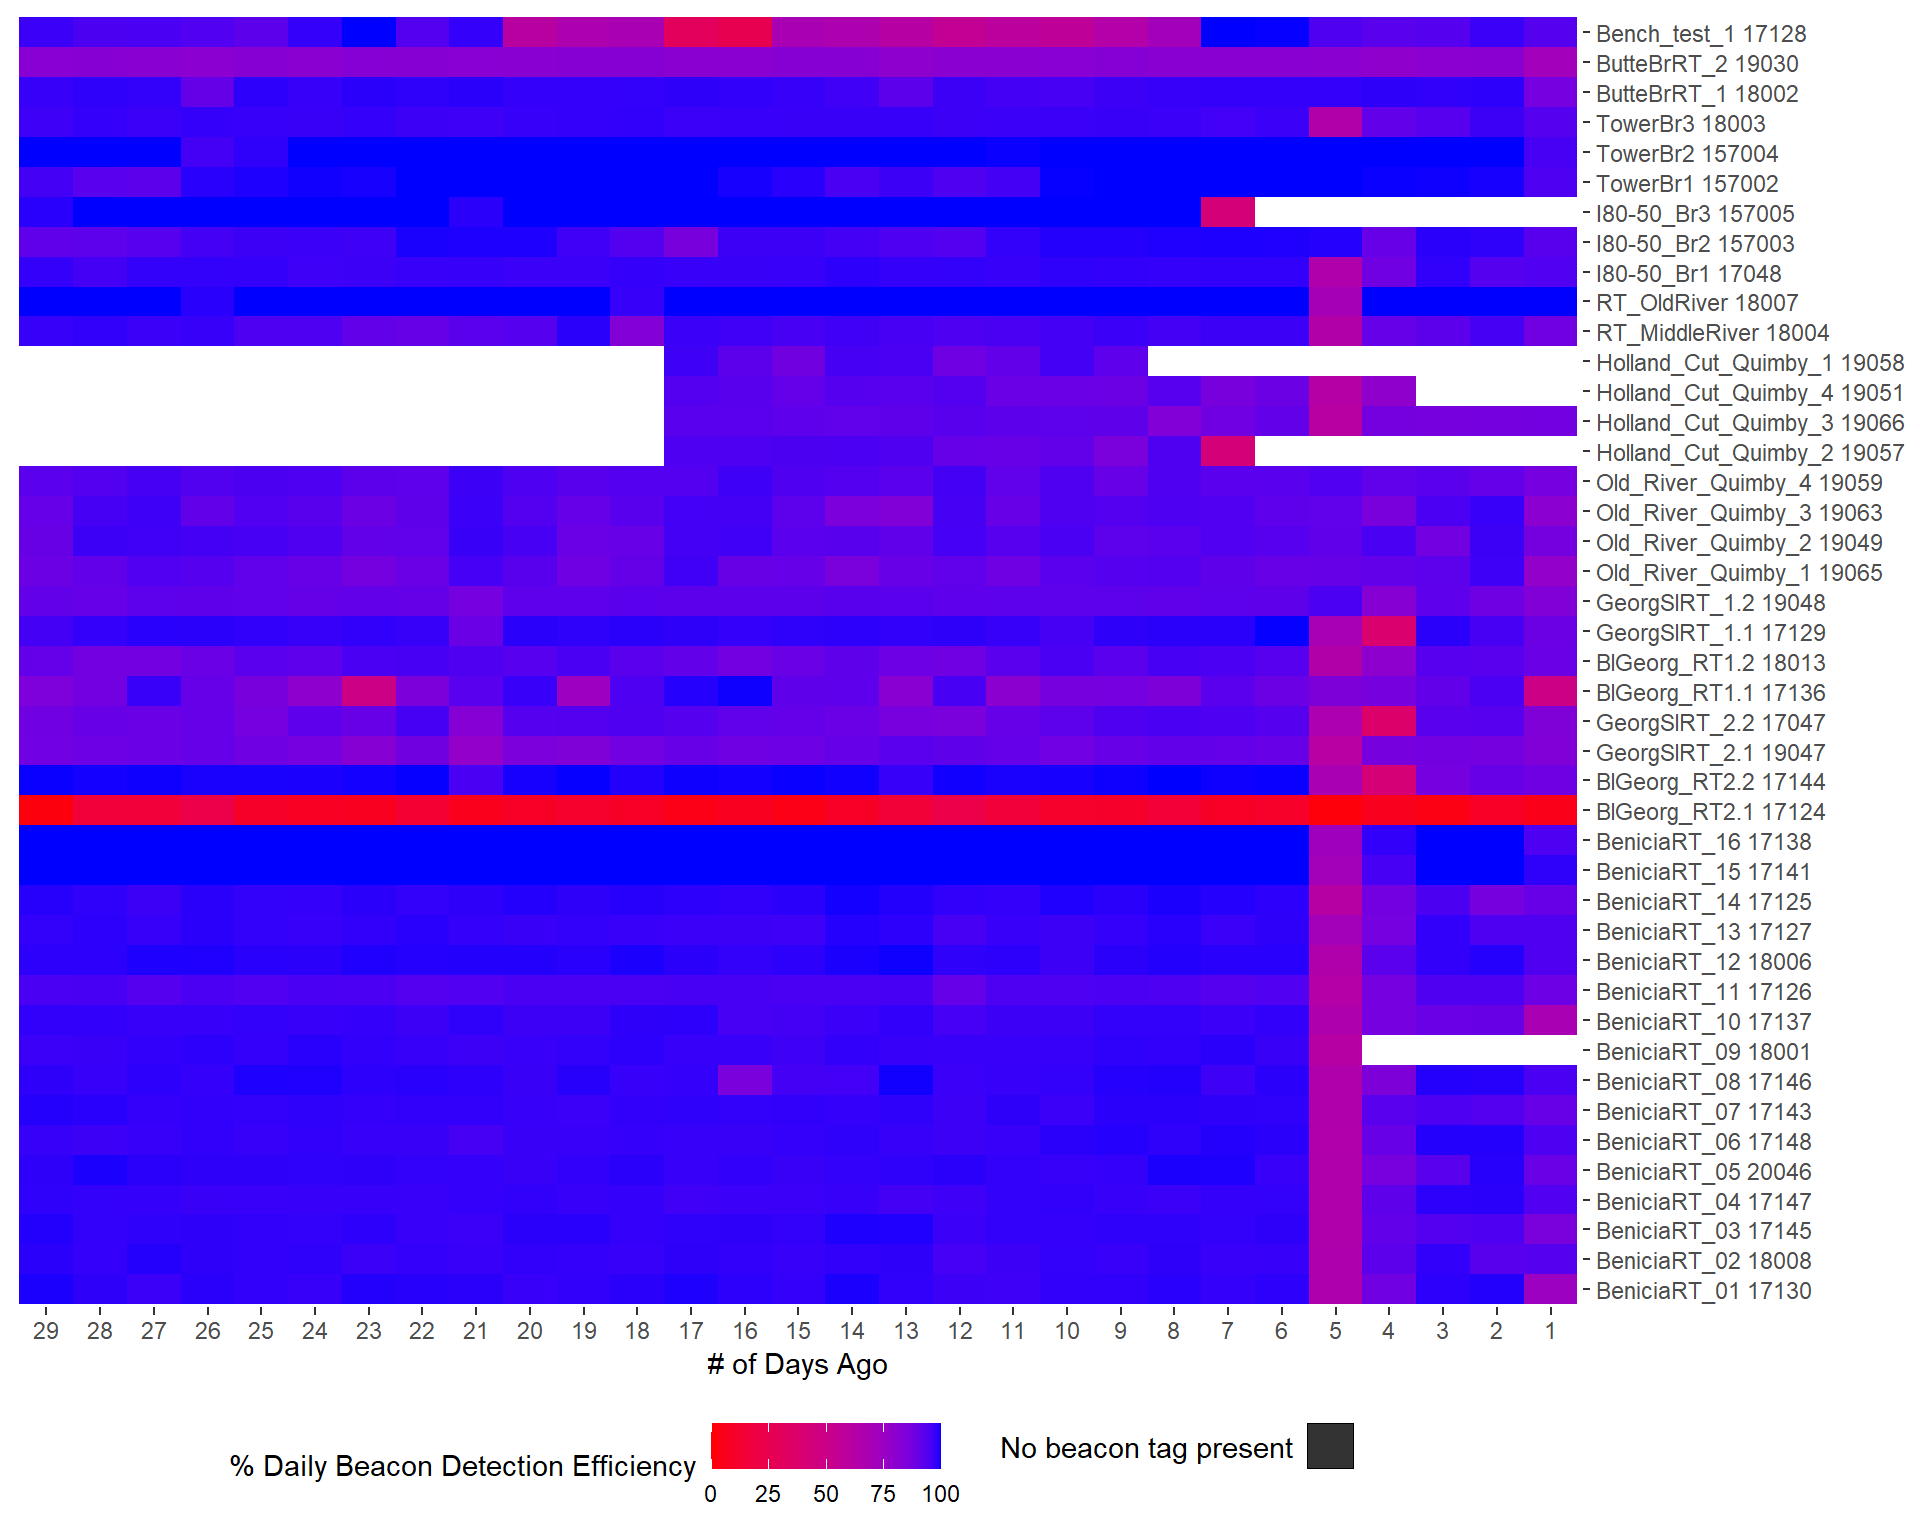 Bench_test_1 17128
ButteBrRT_2 19030
ButteBrRT_1 18002
TowerBr3 18003
TowerBr2 157004
TowerBr1 157002
I80-50_Br3 157005
I80-50_Br2 157003
I80-50_Br1 17048
RT_OldRiver 18007
RT_MiddleRiver 18004
Holland_Cut_Quimby_1 19058
Holland_Cut_Quimby_4 19051
Holland_Cut_Quimby_3 19066
Holland_Cut_Quimby_2 19057
Old_River_Quimby_4 19059
Old_River_Quimby_3 19063
Old_River_Quimby_2 19049
Old_River_Quimby_1 19065
GeorgSlRT_1.2 19048
GeorgSlRT_1.1 17129
BlGeorg_RT1.2 18013
BlGeorg_RT1.1 17136
GeorgSlRT_2.2 17047
GeorgSlRT_2.1 19047
BlGeorg_RT2.2 17144
BlGeorg_RT2.1 17124
BeniciaRT_16 17138
BeniciaRT_15 17141
BeniciaRT_14 17125
BeniciaRT_13 17127
BeniciaRT_12 18006
BeniciaRT_11 17126
BeniciaRT_10 17137
BeniciaRT_09 18001
BeniciaRT_08 17146
BeniciaRT_07 17143
BeniciaRT_06 17148
BeniciaRT_05 20046
BeniciaRT_04 17147
BeniciaRT_03 17145
BeniciaRT_02 18008
BeniciaRT_01 17130
29 28 27 26 25 24 23 22 21 20 19 18 17 16 15 14 13 12 11 10 9 8 7 6 5 4 3 2 1
# of Days Ago
% Daily Beacon Detection Efficiency
0 25 50 75 100
No beacon tag present